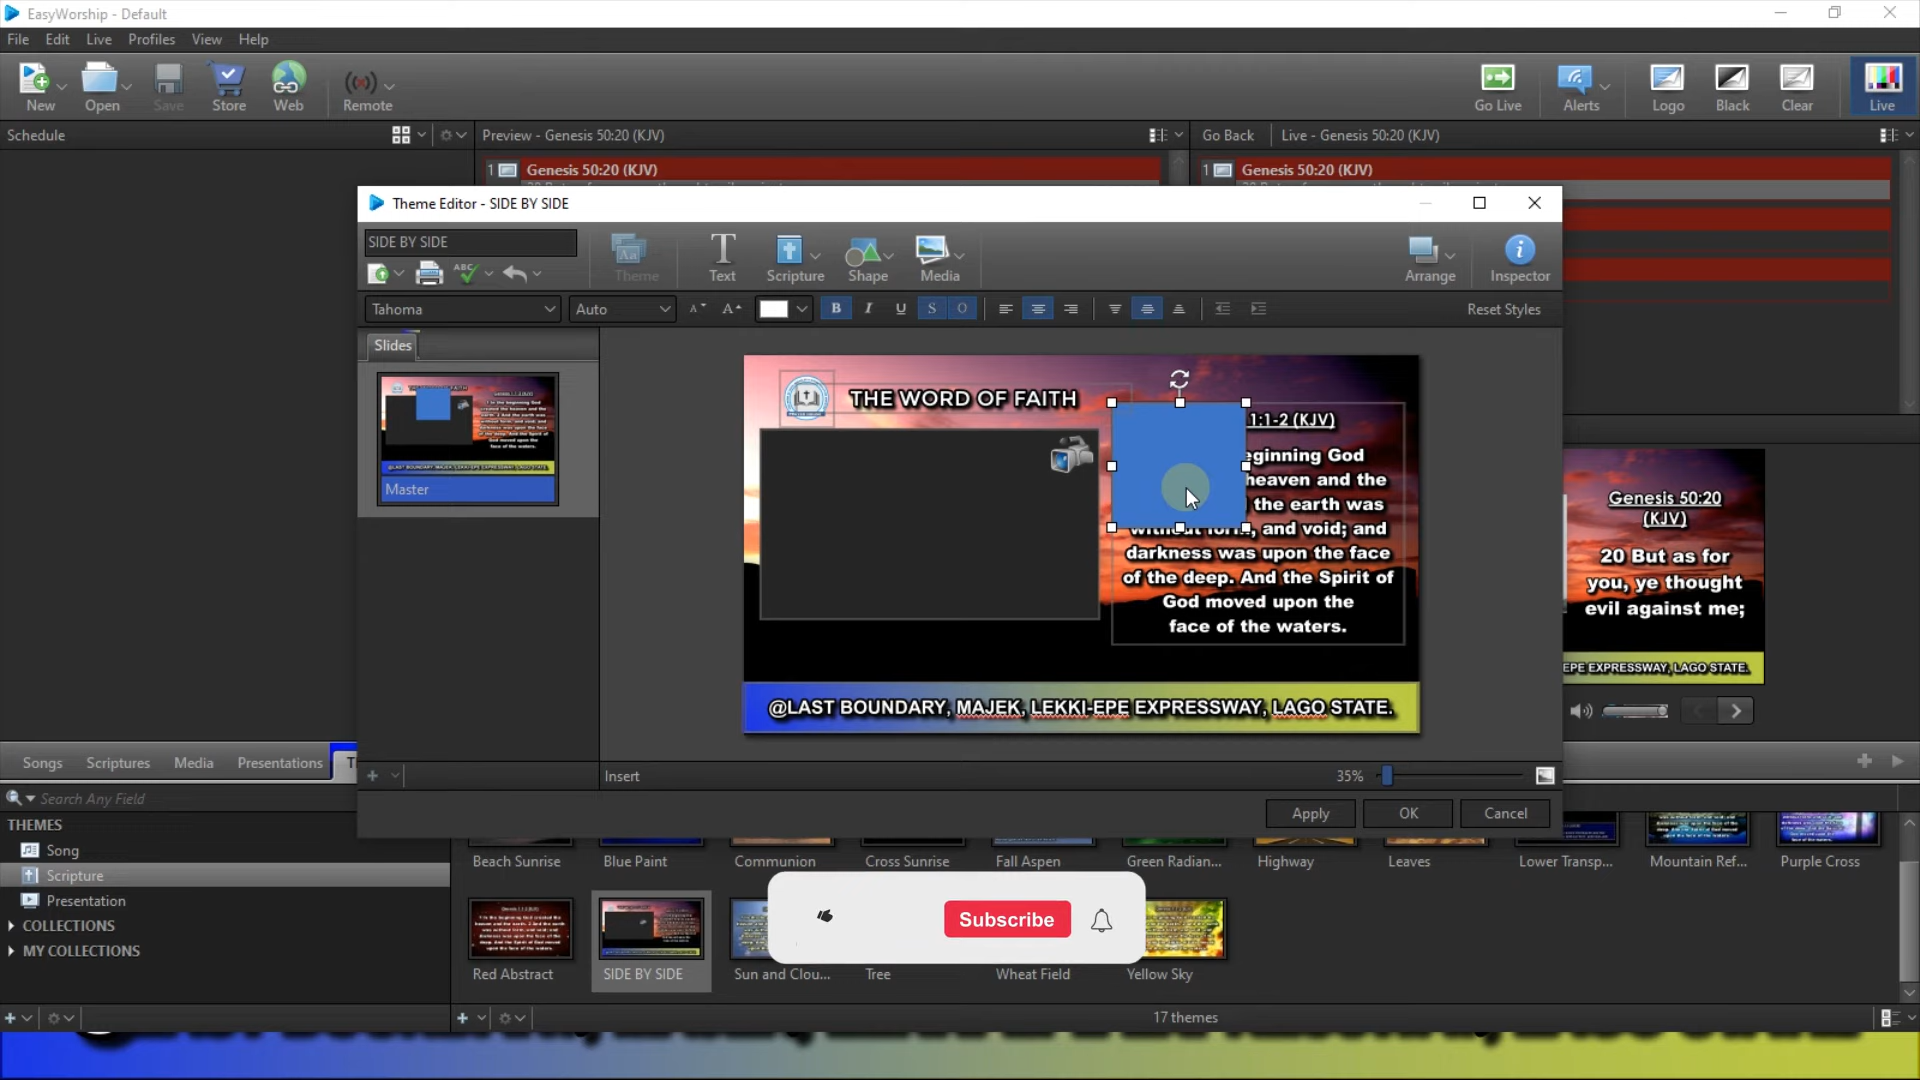 EasyWorship - Default
File Edit Live Profiles View Help
New Open Save Store Web Remote Go Live Alerts Logo Black Clear Live
Schedule Preview - Genesis 50:20 (KJV) Go Back Live - Genesis 50:20 (KJV)
1 Genesis 50:20 (KJV) 1 Genesis 50:20 (KJV)
Theme Editor - SIDE BY SIDE
SIDE BY SIDE
Theme Text Scripture Shape Media Arrange Inspector
Tahoma Auto B I U S O Reset Styles
Slides
Master
THE WORD OF FAITH
1:1-2 (KJV)
eginning God
heaven and the
the earth was
without form, and void; and
darkness was upon the face
of the deep. And the Spirit of
God moved upon the
face of the waters.
@LAST BOUNDARY, MAJEK, LEKKI-EPE EXPRESSWAY, LAGO STATE.
Genesis 50:20
(KJV)
20 But as for
you, ye thought
evil against me;
EPE EXPRESSWAY, LAGO STATE.
Insert 35%
Apply OK Cancel
Songs Scriptures Media Presentations
Search Any Field
THEMES
Song
Scripture
Presentation
COLLECTIONS
MY COLLECTIONS
Beach Sunrise Blue Paint Communion Cross Sunrise Fall Aspen Green Radian... Highway Leaves Lower Transp... Mountain Ref... Purple Cross
Subscribe
Red Abstract SIDE BY SIDE Sun and Clou... Tree Wheat Field Yellow Sky
17 themes